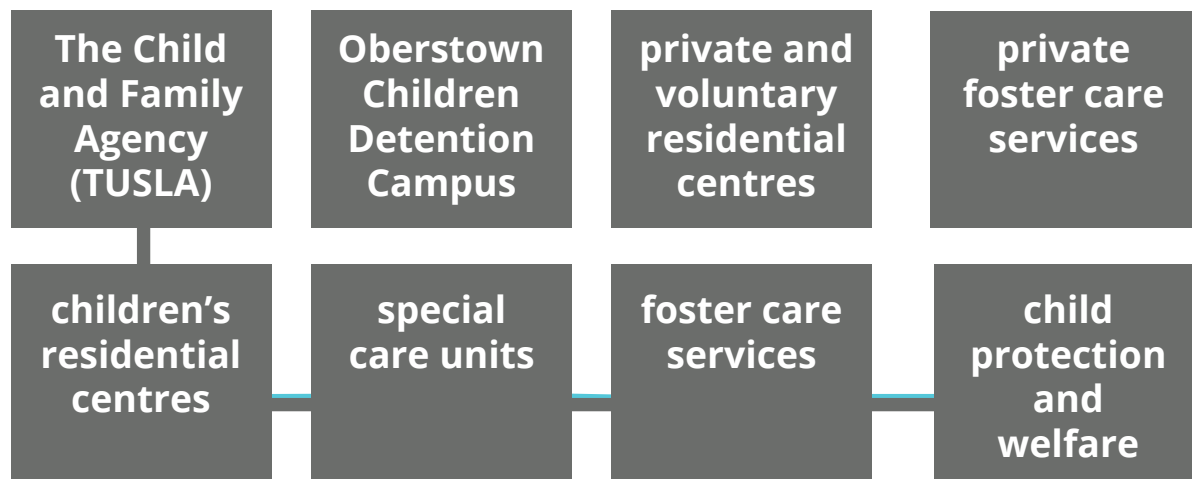 The Child
and Family
Agency
(TUSLA)
Oberstown
Children
Detention
Campus
private and
voluntary
residential
centres
private
foster care
services
children’s
residential
centres
special
care units
foster care
services
child
protection
and
welfare